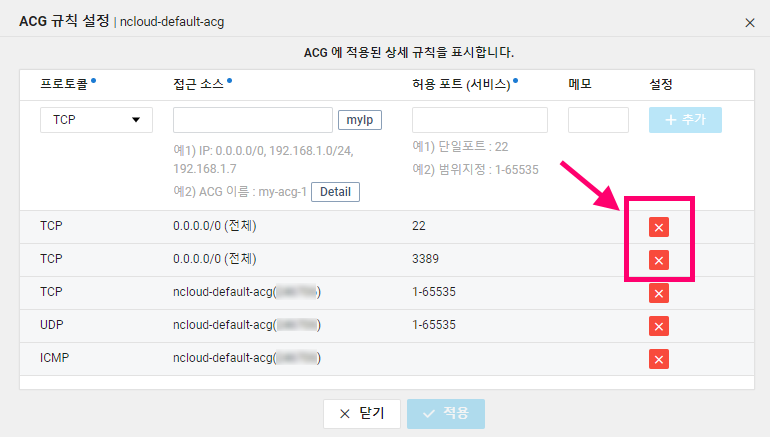 ACG 규칙 설정 | ncloud-default-acg
ACG 에 적용된 상세 규칙을 표시합니다.
프로토콜 접근 소스 허용 포트 (서비스) 메모 설정
TCP myIp + 추가
예1) IP: 0.0.0.0/0, 192.168.1.0/24, 192.168.1.7
예2) ACG 이름 : my-acg-1 Detail
예1) 단일포트 : 22
예2) 범위지정 : 1-65535
TCP 0.0.0.0/0 (전체) 22
TCP 0.0.0.0/0 (전체) 3389
TCP ncloud-default-acg( ) 1-65535
UDP ncloud-default-acg( ) 1-65535
ICMP ncloud-default-acg( )
닫기 적용